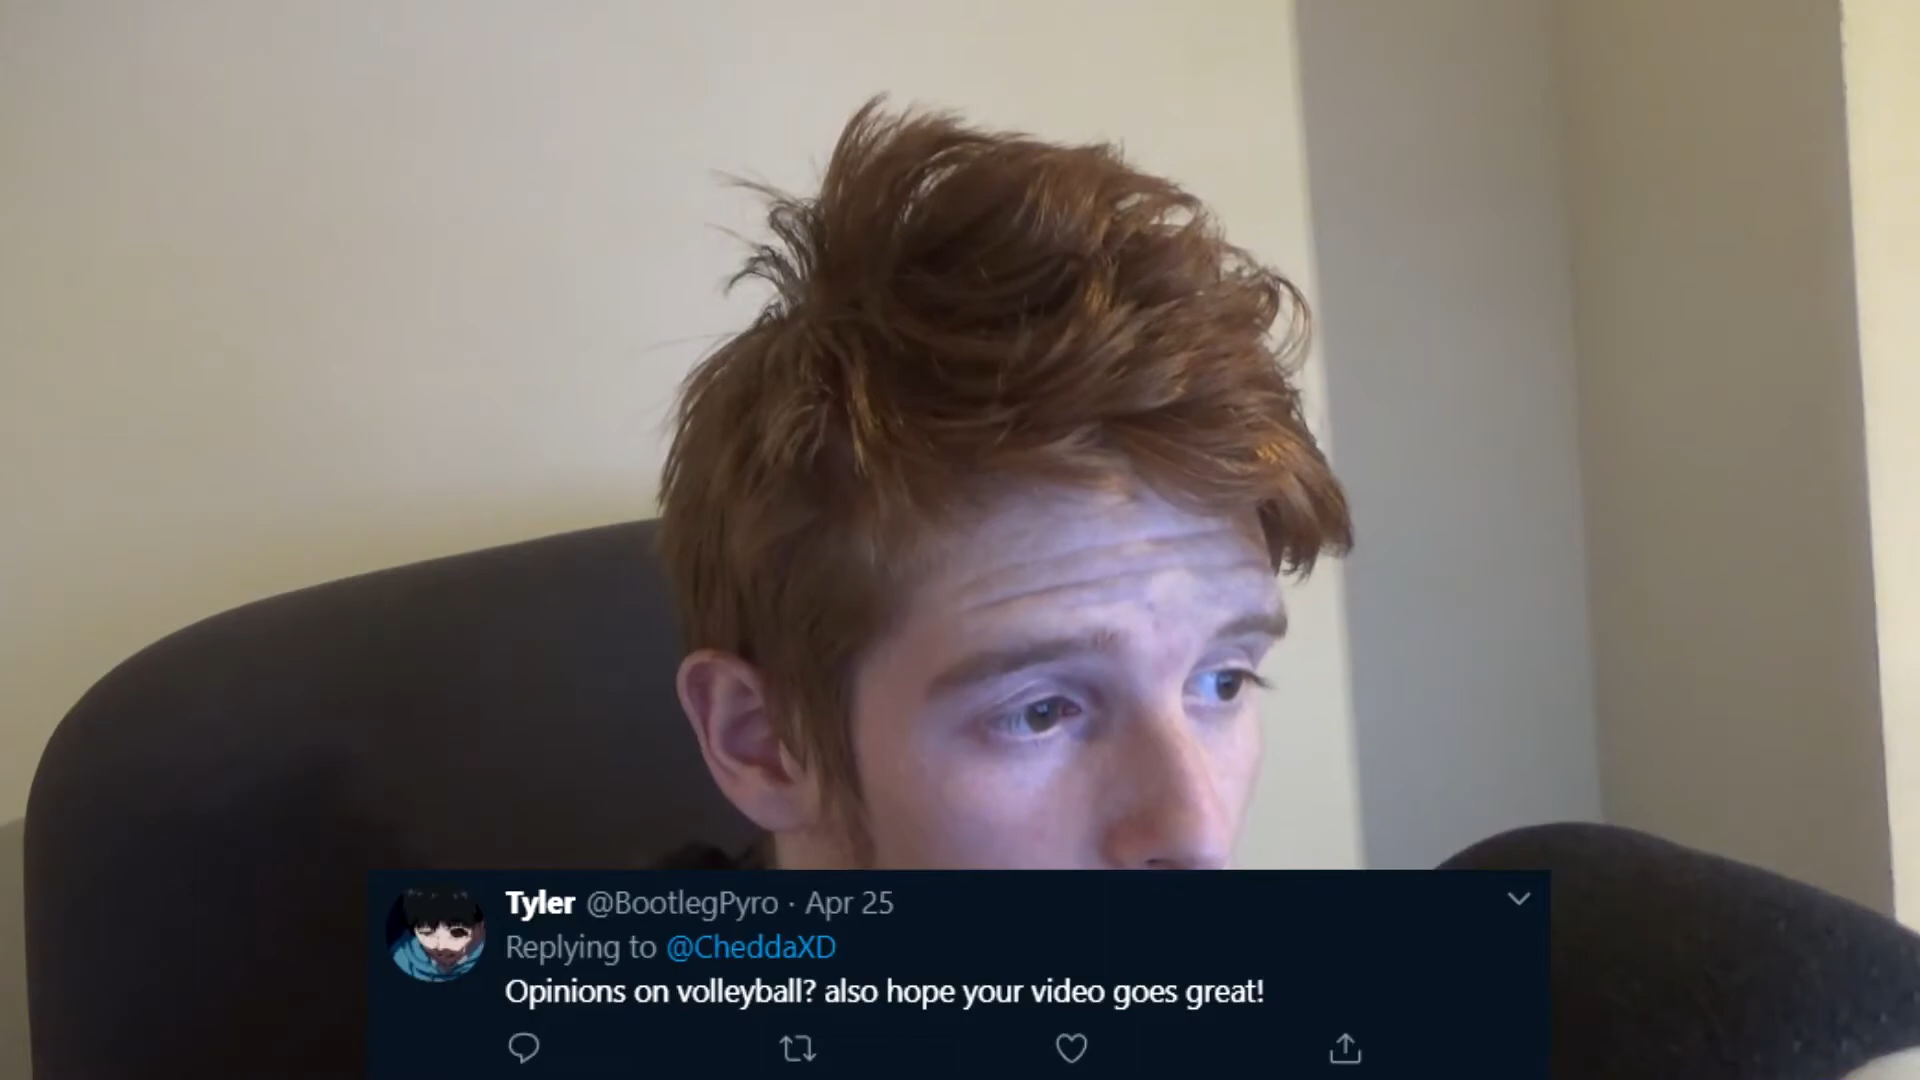 Tyler @BootlegPyro · Apr 25
Replying to @CheddaXD
Opinions on volleyball? also hope your video goes great!